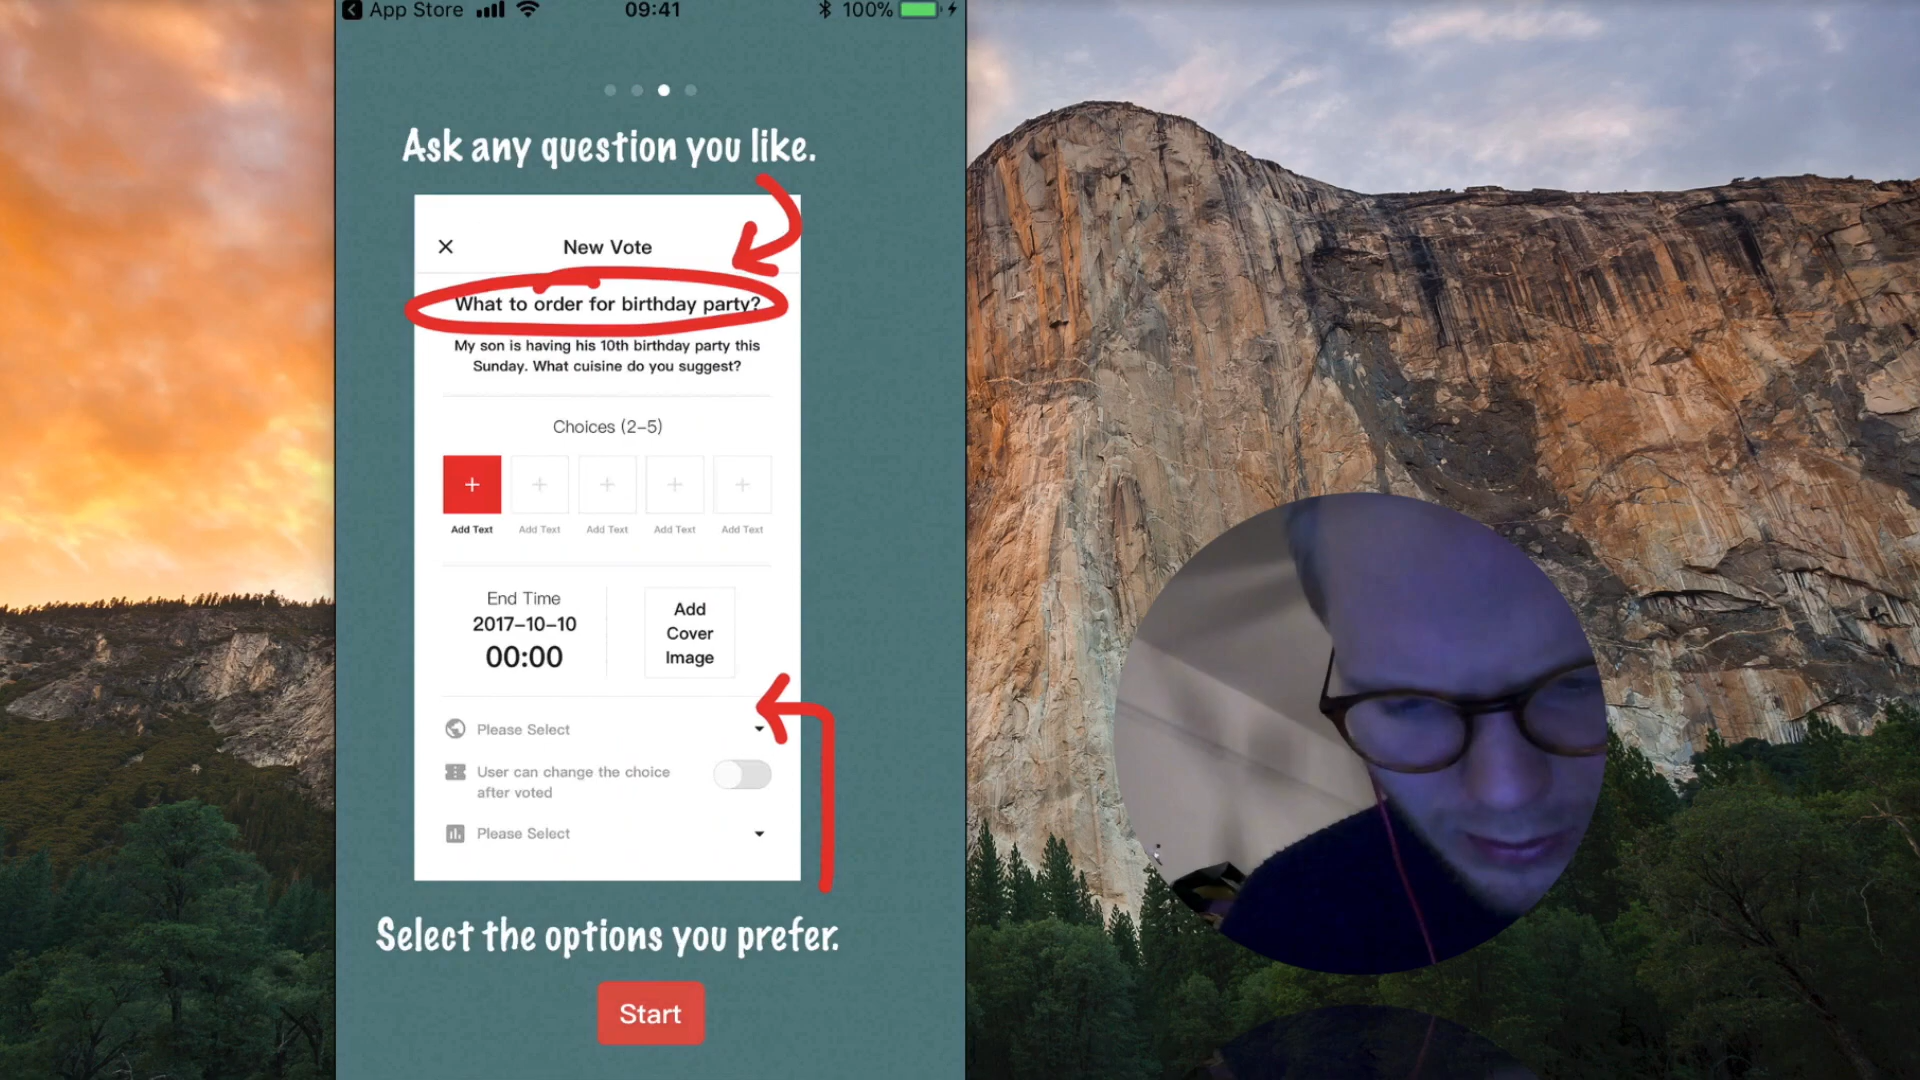 App Store 09:41 100%
Ask any question you like.
New Vote
What to order for birthday party?
My son is having his 10th birthday party this
Sunday. What cuisine do you suggest?
Choices (2–5)
Add Text Add Text Add Text Add Text Add Text
End Time
2017–10–10
00:00
Add
Cover
Image
Please Select
User can change the choice
after voted
Please Select
Select the options you prefer.
Start